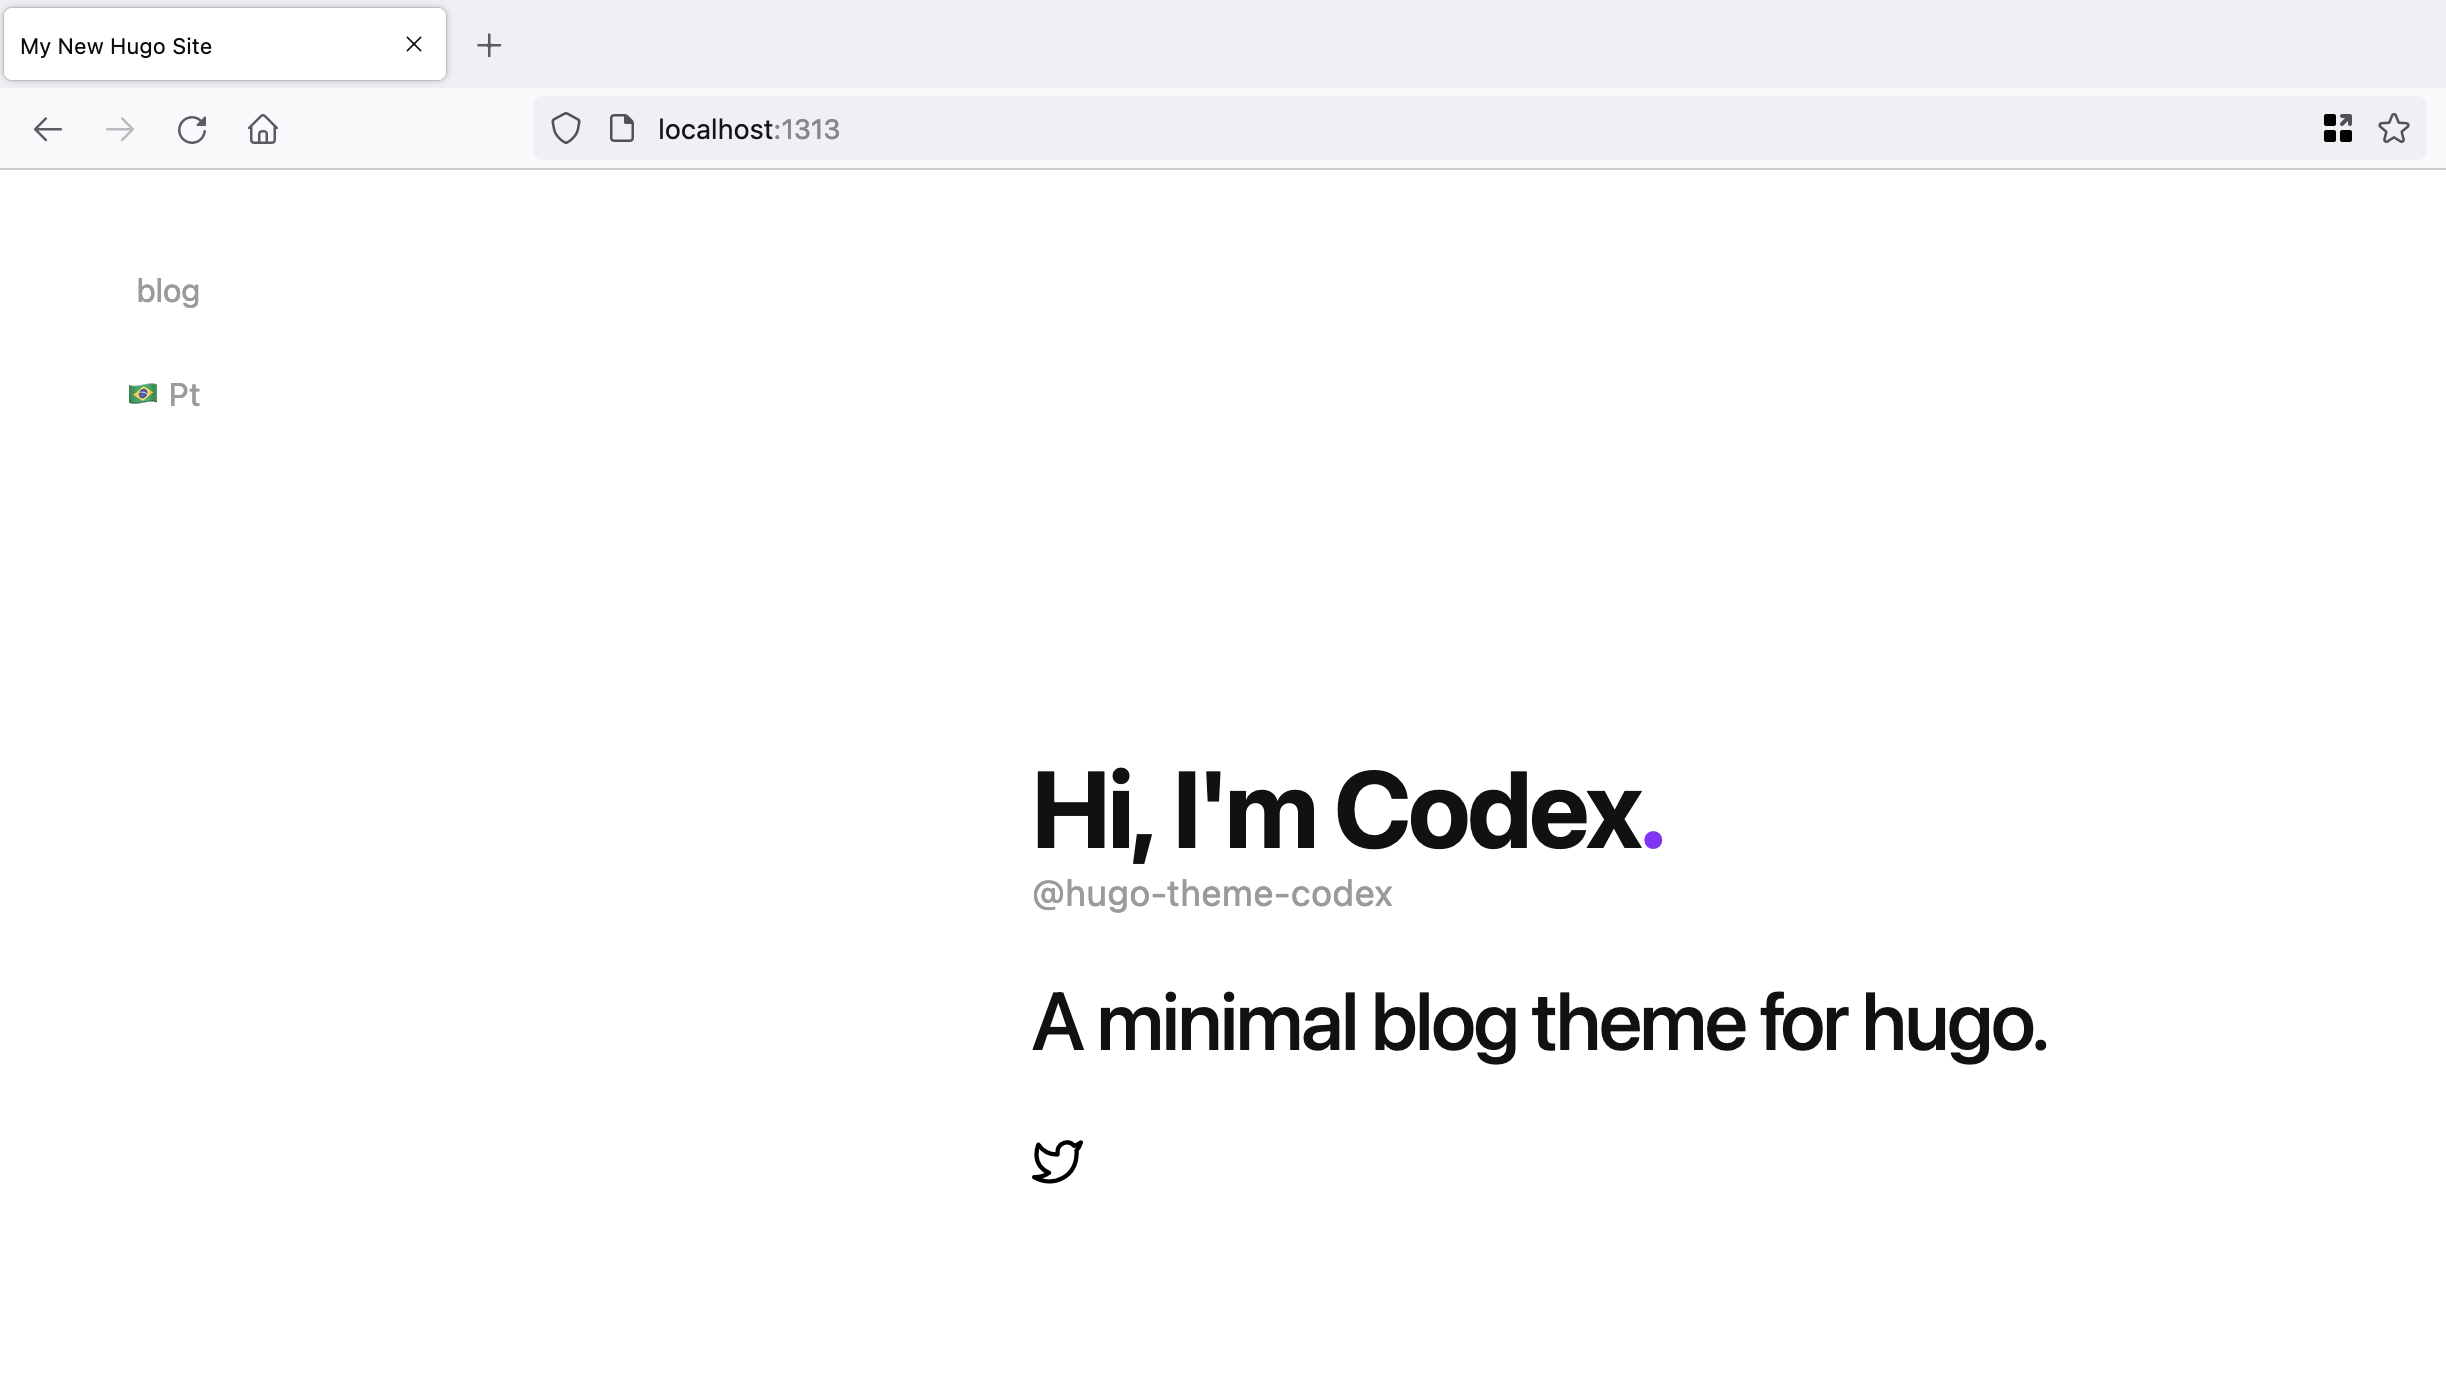 My New Hugo Site
localhost:1313
blog
🇧🇷 Pt
Hi, I'm Codex.
@hugo-theme-codex
A minimal blog theme for hugo.